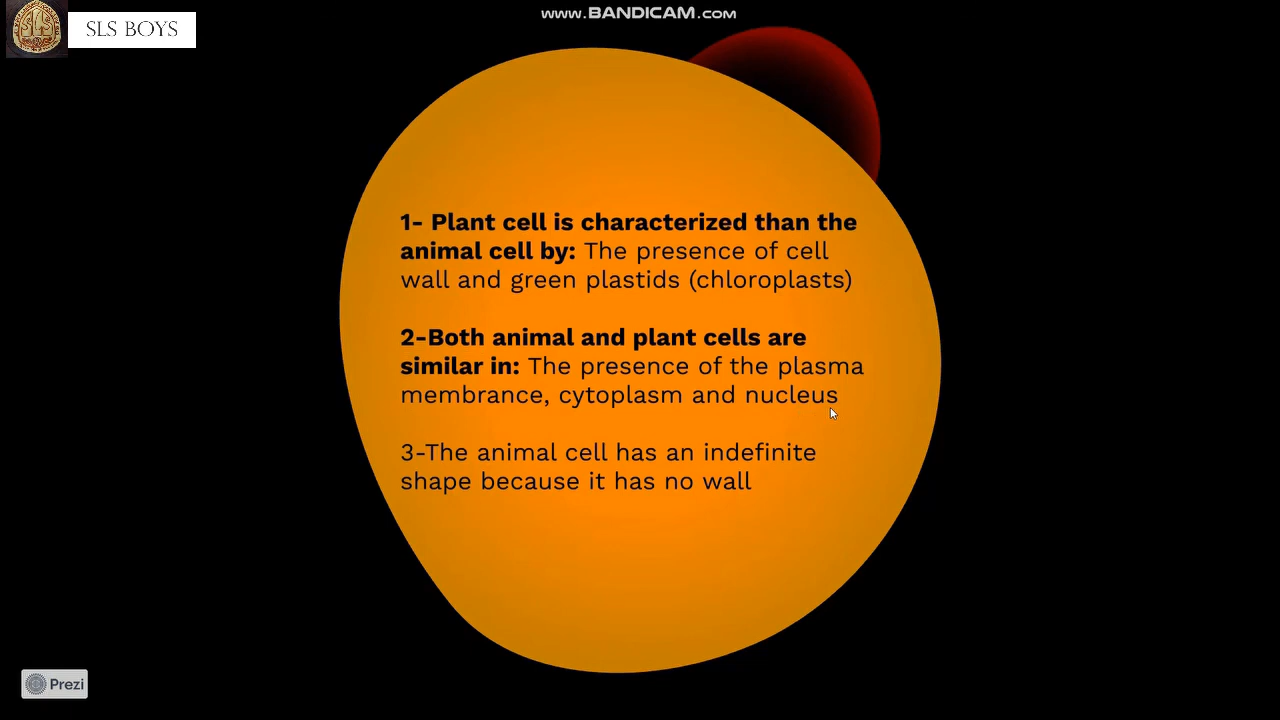 www.BANDICAM.com
SLS BOYS
1- Plant cell is characterized than the
animal cell by: The presence of cell
wall and green plastids (chloroplasts)
2-Both animal and plant cells are
similar in: The presence of the plasma
membrance, cytoplasm and nucleus
3-The animal cell has an indefinite
shape because it has no wall
Prezi